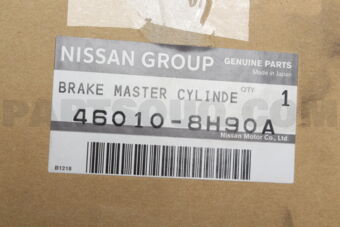 NISSAN GROUP
GENUINE PARTS
Made in Japan
BRAKE MASTER CYLINDE QTY 1
46010-8H90A
Nissan Motor Co., Ltd.
B1218